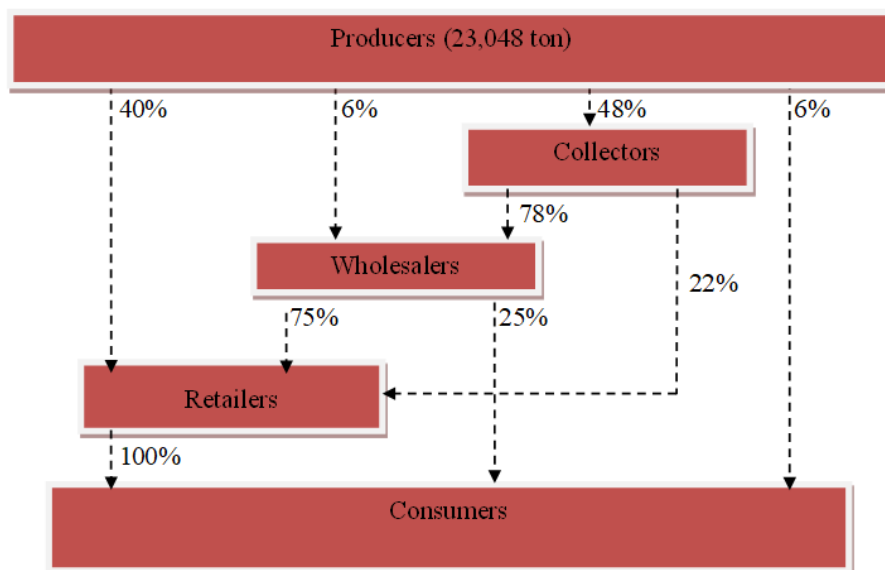 Producers (23,048 ton)
40%
6%
48%
6%
Collectors
78%
Wholesalers
22%
75%
25%
Retailers
100%
Consumers